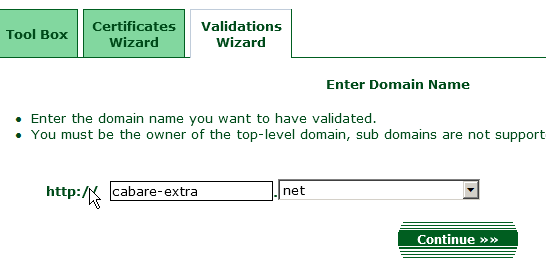 Tool Box
Certificates
Wizard
Validations
Wizard
Enter Domain Name
• Enter the domain name you want to have validated.
• You must be the owner of the top-level domain, sub domains are not support
http:// cabare-extra . net
Continue »»